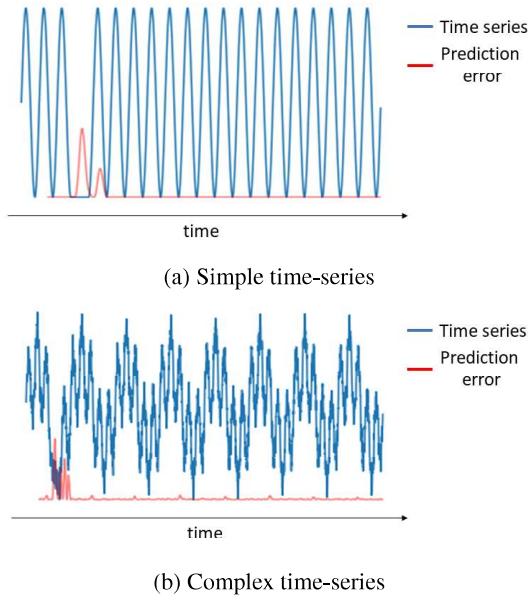 Time series
Prediction
error
time
(a) Simple time-series
Time series
Prediction
error
time
(b) Complex time-series